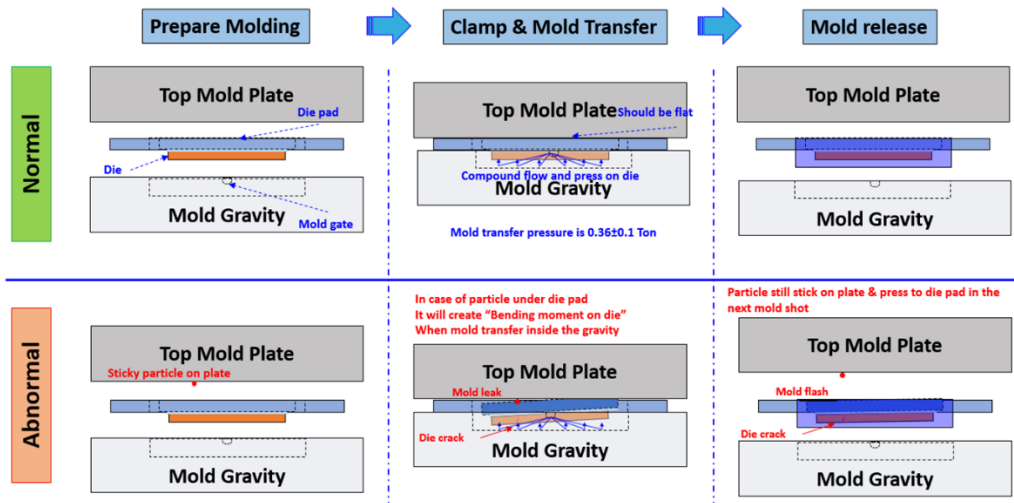 Prepare Molding
Clamp & Mold Transfer
Mold release
Normal
Top Mold Plate
Die pad
Die
Mold Gravity
Mold gate
Top Mold Plate
Should be flat
Compound flow and press on die
Mold Gravity
Mold transfer pressure is 0.36±0.1 Ton
Top Mold Plate
Mold Gravity
Abnormal
Top Mold Plate
Sticky particle on plate
Mold Gravity
In case of particle under die pad
It will create “Bending moment on die”
When mold transfer inside the gravity
Top Mold Plate
Mold leak
Die crack
Mold Gravity
Particle still stick on plate & press to die pad in the
next mold shot
Top Mold Plate
Mold flash
Die crack
Mold Gravity